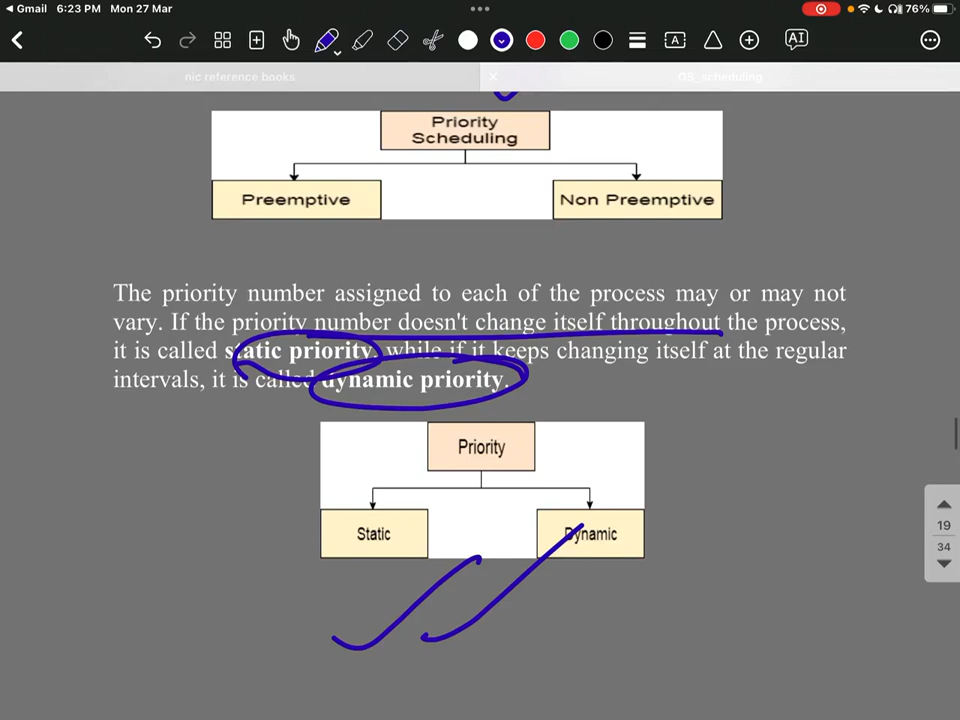 Gmail 6:23 PM Mon 27 Mar 76%
AI
nic reference books
OS_scheduling
Priority
Scheduling
Preemptive
Non Preemptive
The priority number assigned to each of the process may or may not
vary. If the priority number doesn't change itself throughout the process,
it is called static priority, while if it keeps changing itself at the regular
intervals, it is called dynamic priority.
Priority
Static
Dynamic
19
34